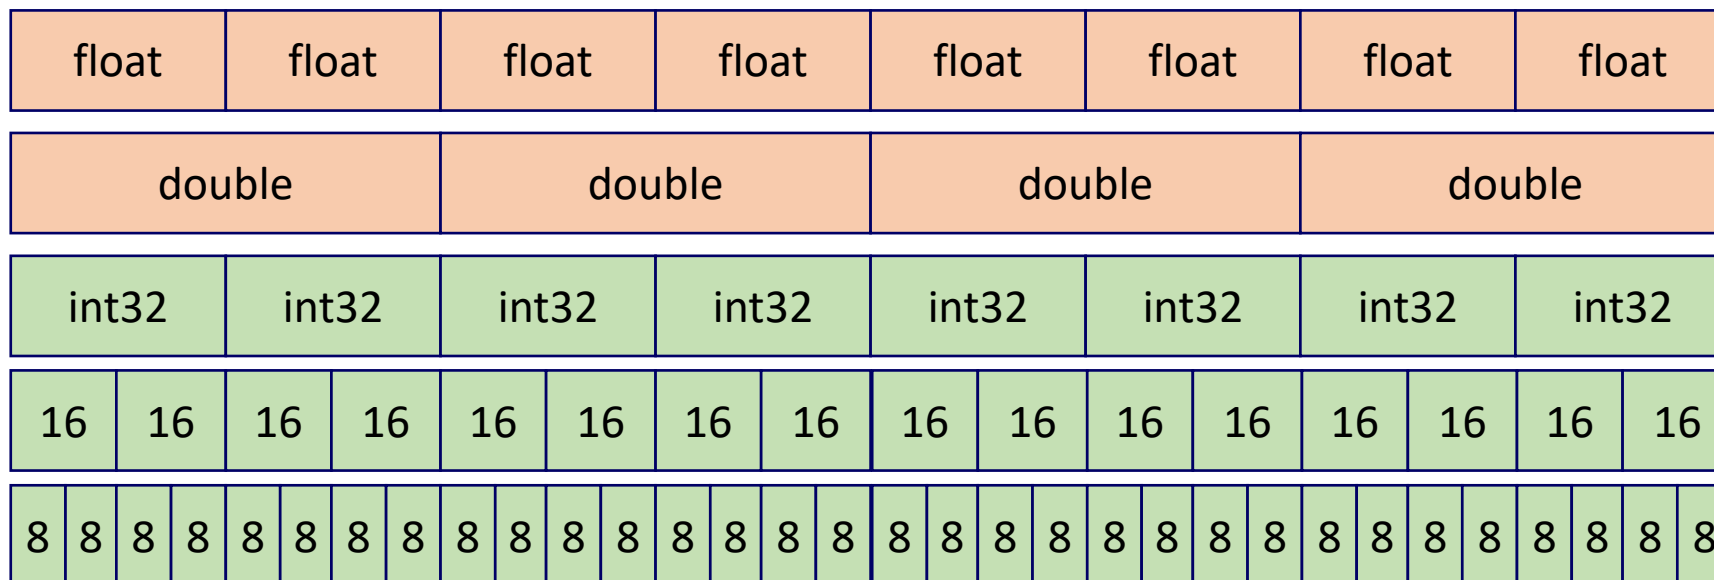 float float float float float float float float
double double double double
int32 int32 int32 int32 int32 int32 int32 int32
16 16 16 16 16 16 16 16 16 16 16 16 16 16 16 16
8 8 8 8 8 8 8 8 8 8 8 8 8 8 8 8 8 8 8 8 8 8 8 8 8 8 8 8 8 8 8 8